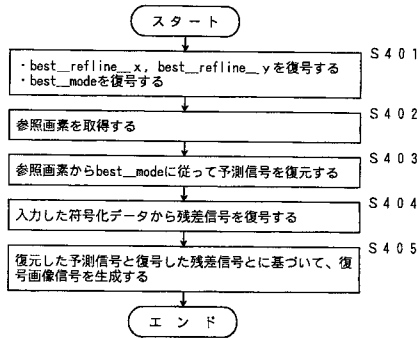 スタート
S401
・best_refline_x, best_refline_yを復号する
・best_modeを復号する
S402
参照画素を取得する
S403
参照画素からbest_modeに従って予測信号を復元する
S404
入力した符号化データから残差信号を復号する
S405
復元した予測信号と復号した残差信号とに基づいて、復
号画像信号を生成する
エンド